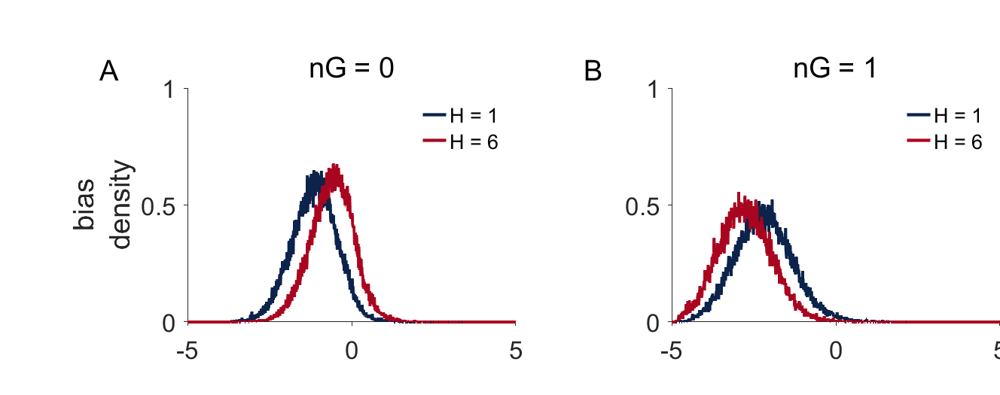 A
nG = 0
1
H = 1
H = 6
bias
density
0.5
0
-5
0
5
B
nG = 1
1
H = 1
H = 6
0.5
0
-5
0
5